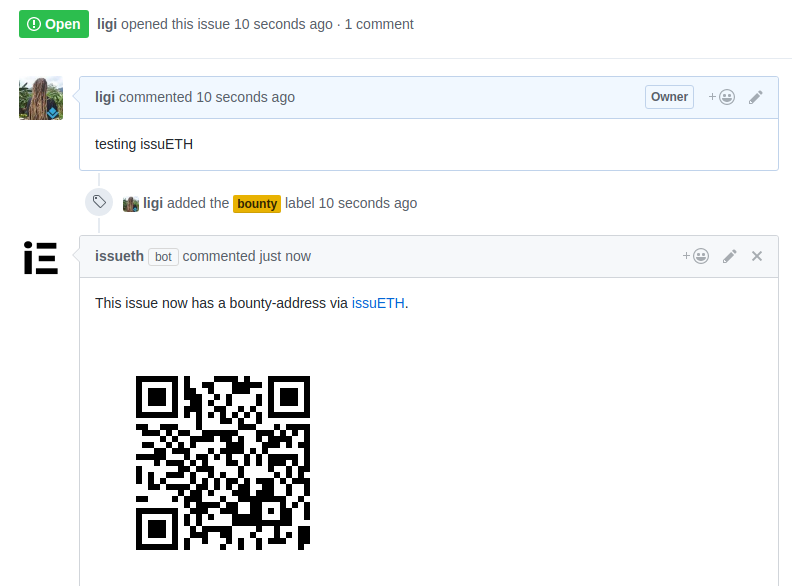 Open ligi opened this issue 10 seconds ago · 1 comment
ligi commented 10 seconds ago Owner
testing issuETH
ligi added the bounty label 10 seconds ago
iE issueth bot commented just now
This issue now has a bounty-address via issuETH.